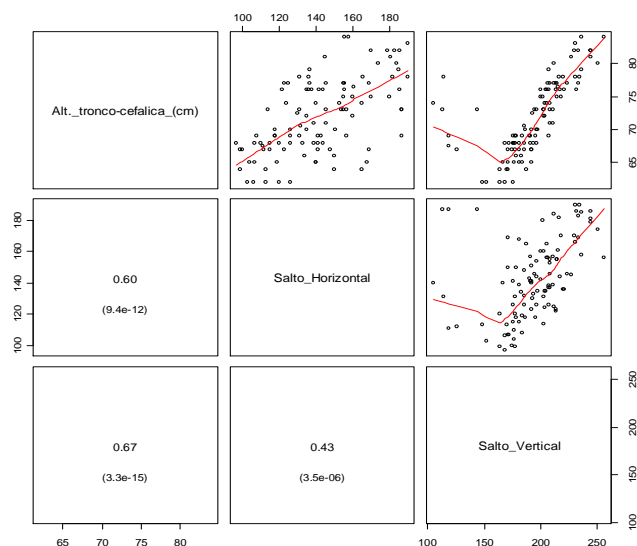 100 140 180
Alt._tronco-cefalica_(cm)
65 70 75 80
100 120 140 160 180
0.60
(9.4e-12)
Salto_Horizontal
0.67
(3.3e-15)
0.43
(3.5e-06)
Salto_Vertical
100 150 200 250
65 70 75 80
100 150 200 250